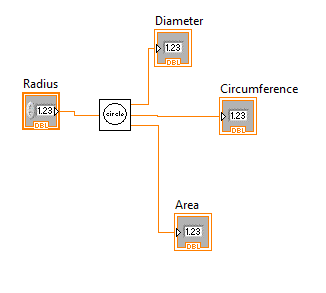 Diameter
1.23
DBL
Radius
1.23
DBL
circle
Circumference
1.23
DBL
Area
1.23
DBL